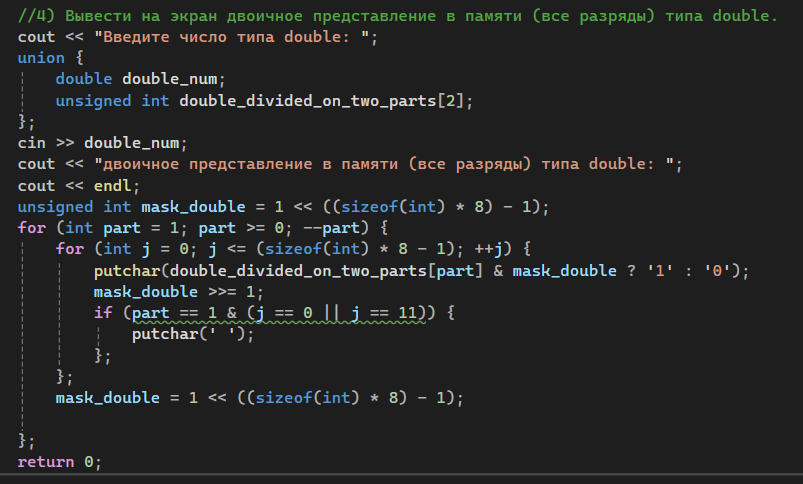 //4) Вывести на экран двоичное представление в памяти (все разряды) типа double.
cout << "Введите число типа double: ";
union {
    double double_num;
    unsigned int double_divided_on_two_parts[2];
};
cin >> double_num;
cout << "двоичное представление в памяти (все разряды) типа double: ";
cout << endl;
unsigned int mask_double = 1 << ((sizeof(int) * 8) - 1);
for (int part = 1; part >= 0; --part) {
    for (int j = 0; j <= (sizeof(int) * 8 - 1); ++j) {
        putchar(double_divided_on_two_parts[part] & mask_double ? '1' : '0');
        mask_double >>= 1;
        if (part == 1 & (j == 0 || j == 11)) {
            putchar(' ');
        };
    };
    mask_double = 1 << ((sizeof(int) * 8) - 1);
};
return 0;